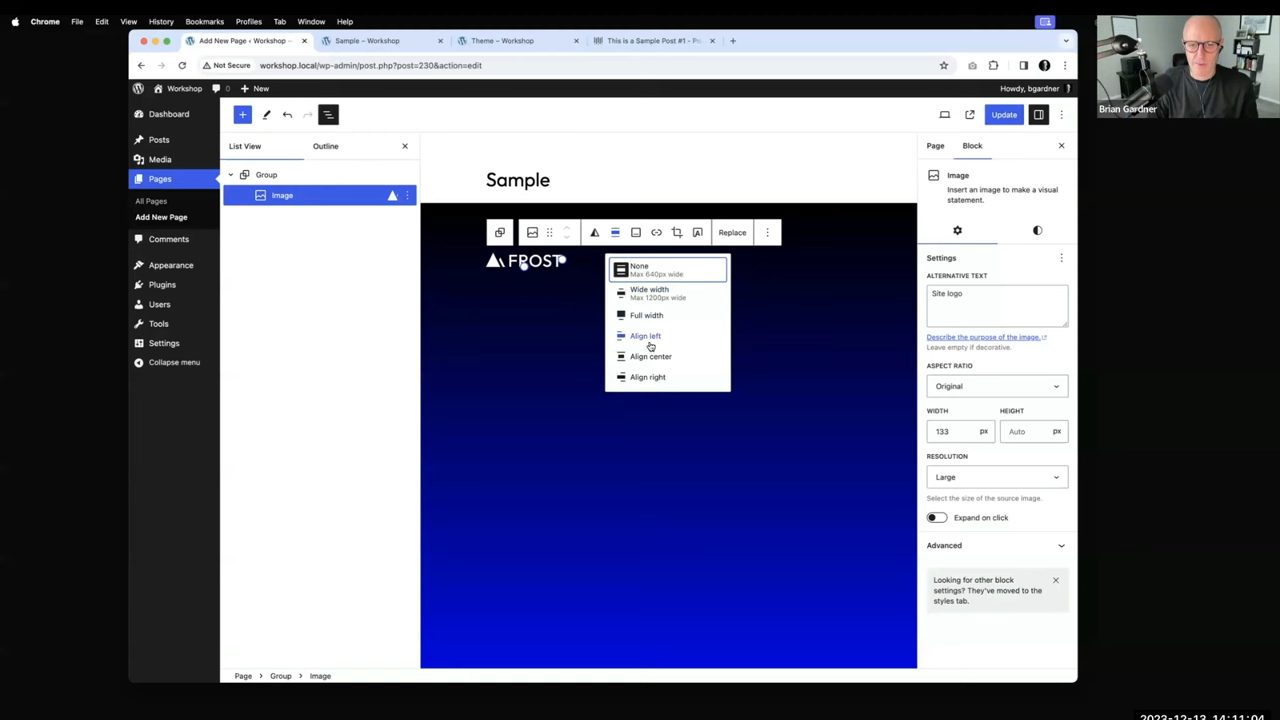 Chrome File Edit View History Bookmarks Profiles Tab Window Help
Add New Page ‹ Workshop —
Sample – Workshop
Theme – Workshop
This is a Sample Post #1 - P
Not Secure workshop.local/wp-admin/post.php?post=230&action=edit
Brian Gardner
Workshop 0 New
Howdy, bgardner
Dashboard
Posts
Media
Pages
All Pages
Add New Page
Comments
Appearance
Plugins
Users
Tools
Settings
Collapse menu
Update
List View Outline
Group
Image
Sample
Replace
FROST
None
Max 640px wide
Wide width
Max 1200px wide
Full width
Align left
Align center
Align right
Page Block
Image
Insert an image to make a visual
statement.
Settings
ALTERNATIVE TEXT
Site logo
Describe the purpose of the image.
Leave empty if decorative.
ASPECT RATIO
Original
WIDTH HEIGHT
133 px Auto px
RESOLUTION
Large
Select the size of the source image.
Expand on click
Advanced
Looking for other block
settings? They've moved to the
styles tab.
Page › Group › Image
2023-12-13 14:11:04